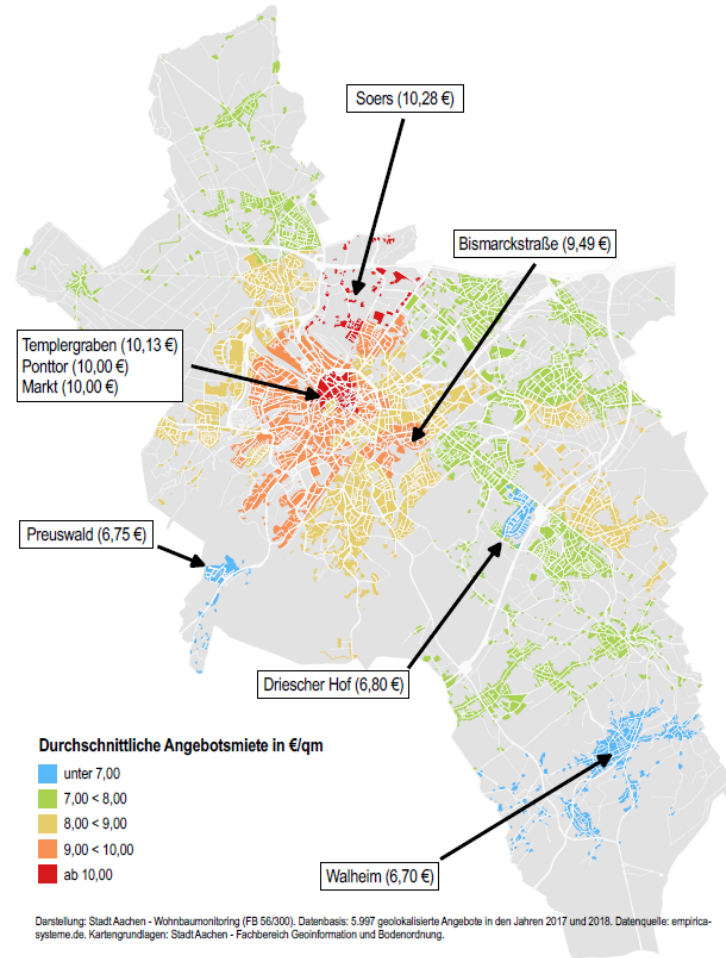 Soers (10,28 €)
Bismarckstraße (9,49 €)
Templergraben (10,13 €)
Ponttor (10,00 €)
Markt (10,00 €)
Preuswald (6,75 €)
Driescher Hof (6,80 €)
Durchschnittliche Angebotsmiete in €/qm
unter 7,00
7,00 < 8,00
8,00 < 9,00
9,00 < 10,00
ab 10,00
Walheim (6,70 €)
Darstellung: Stadt Aachen - Wohnbaumonitoring (FB 56/300). Datenbasis: 5.997 geolokalisierte Angebote in den Jahren 2017 und 2018. Datenquelle: empirica-
systeme.de. Kartengrundlagen: Stadt Aachen - Fachbereich Geoinformation und Bodenordnung.